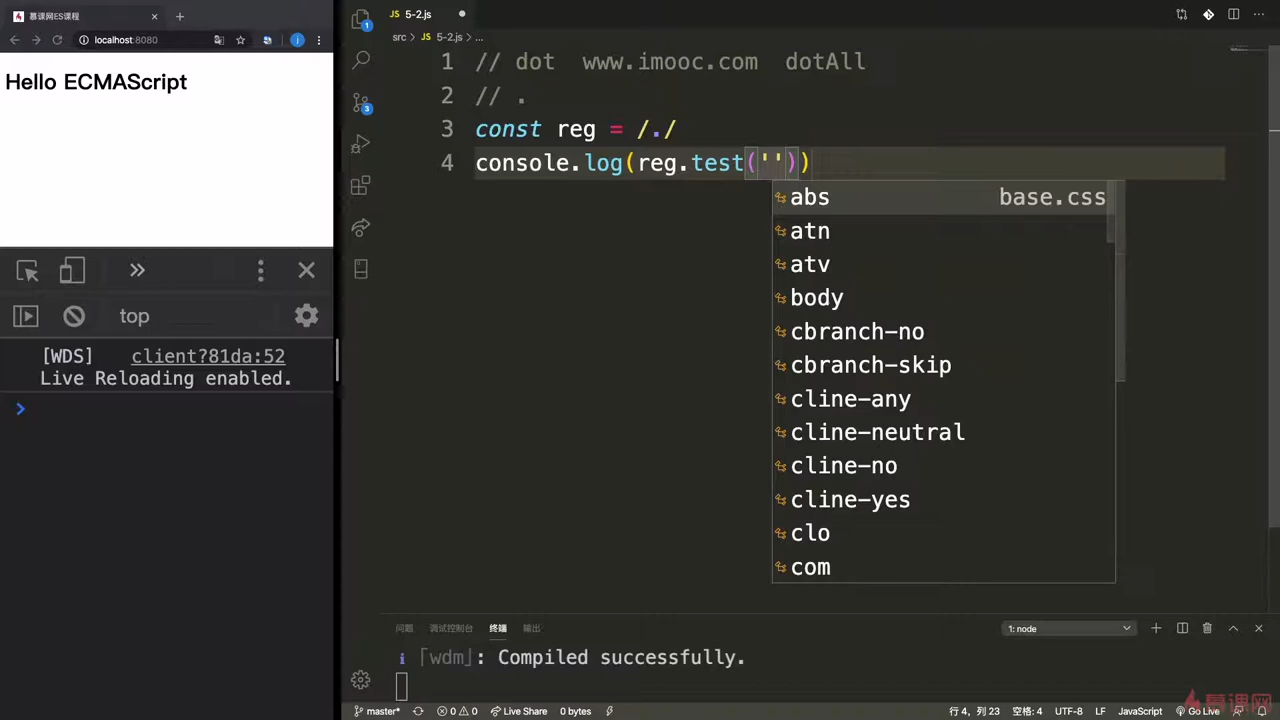 慕课网ES课程
localhost:8080
Hello ECMAScript
top
[WDS] client?81da:52
Live Reloading enabled.
5-2.js
src > JS 5-2.js > ...
1 // dot www.imooc.com dotAll
2 // .
3 const reg = /./
4 console.log(reg.test(''))
abs base.css
atn
atv
body
cbranch-no
cbranch-skip
cline-any
cline-neutral
cline-no
cline-yes
clo
com
问题 调试控制台 终端 输出
1: node
i ｢wdm｣: Compiled successfully.
master* 0 0 Live Share 0 bytes
行 4, 列 23 空格: 4 UTF-8 LF JavaScript Go Live
慕课网